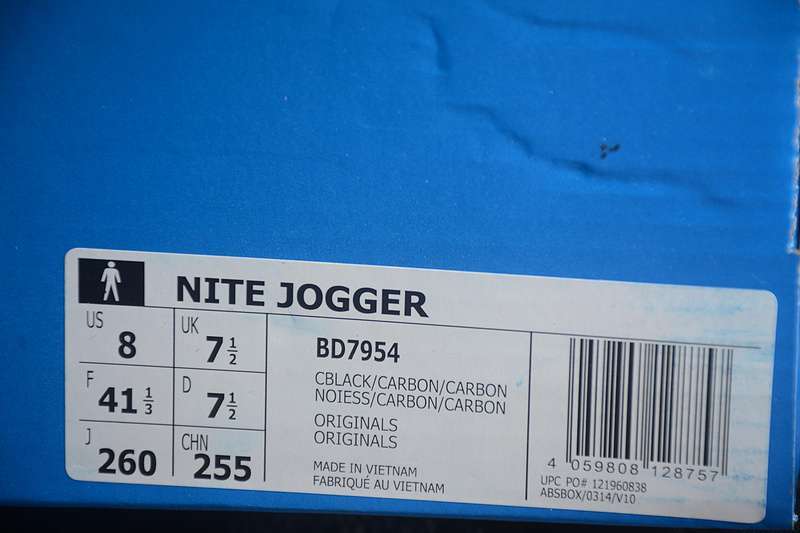 NITE JOGGER
US 8 UK 7 1/2
F 41 1/3 D 7 1/2
J 260 CHN 255
BD7954
CBLACK/CARBON/CARBON
NOIESS/CARBON/CARBON
ORIGINALS
ORIGINALS
MADE IN VIETNAM
FABRIQUÉ AU VIETNAM
4 059808 128757
UPC PO# 121960838
ABSBOX/0314/V10